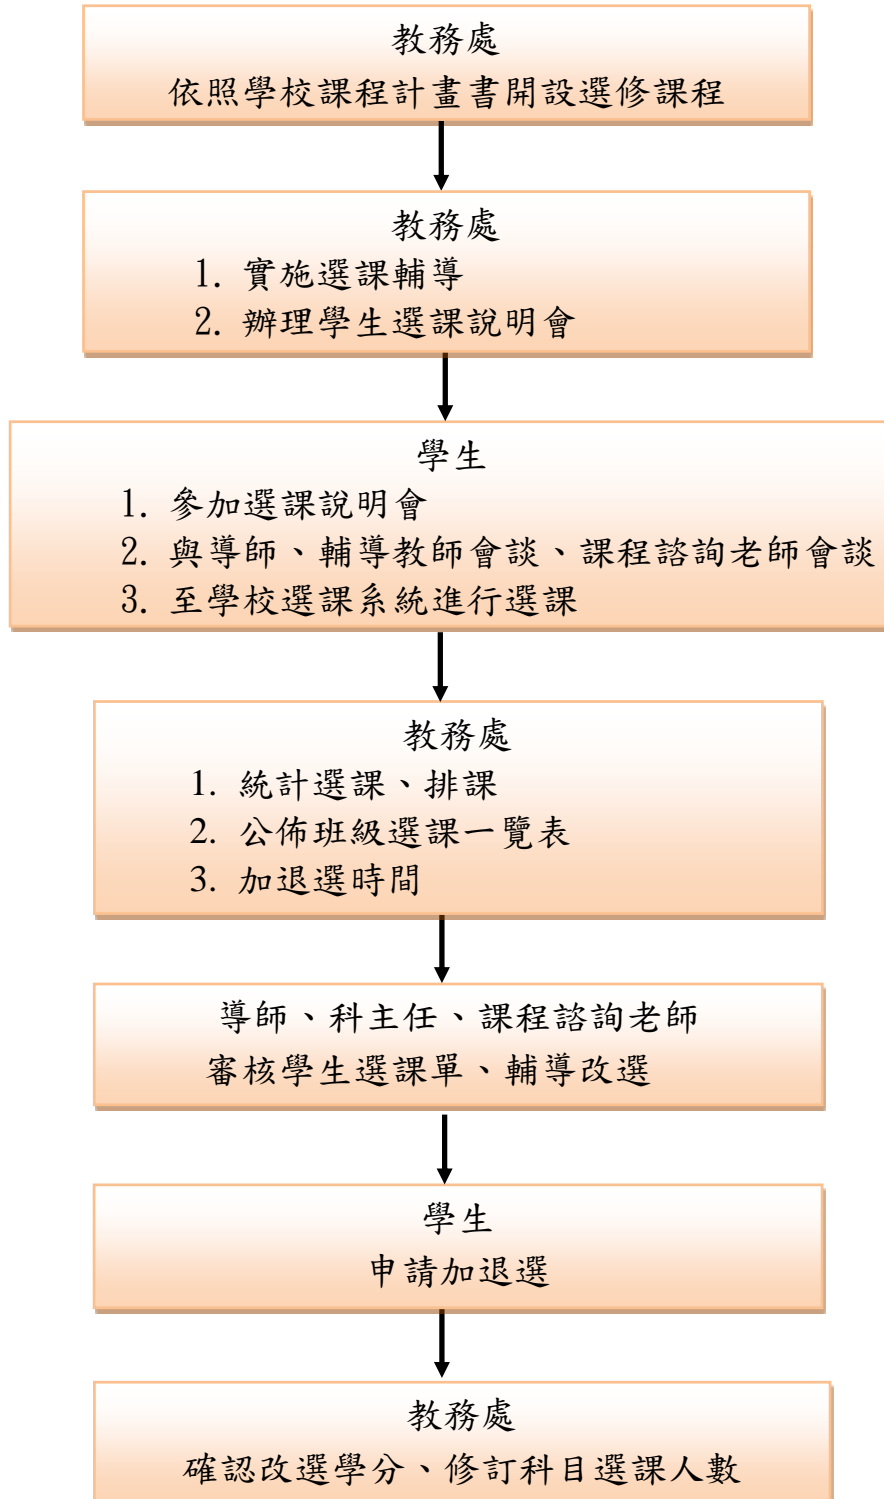 教務處
依照學校課程計畫書開設選修課程
教務處
1. 實施選課輔導
2. 辦理學生選課說明會
學生
1. 參加選課說明會
2. 與導師、輔導教師會談、課程諮詢老師會談
3. 至學校選課系統進行選課
教務處
1. 統計選課、排課
2. 公佈班級選課一覽表
3. 加退選時間
導師、科主任、課程諮詢老師
審核學生選課單、輔導改選
學生
申請加退選
教務處
確認改選學分、修訂科目選課人數